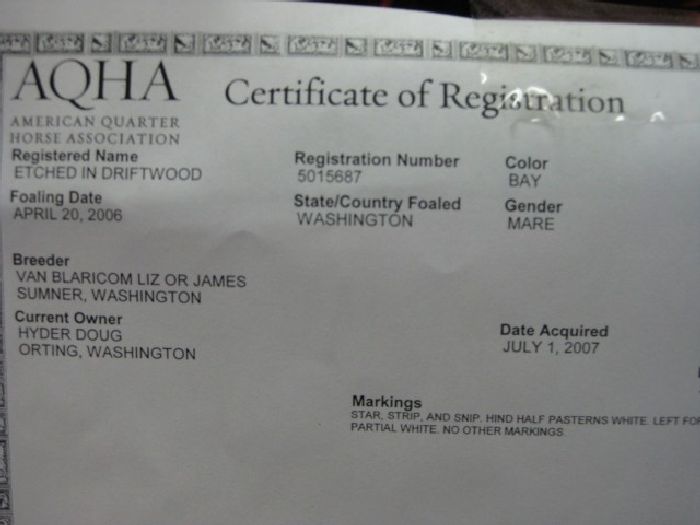 AQHA
AMERICAN QUARTER
HORSE ASSOCIATION
Certificate of Registration
Registered Name
ETCHED IN DRIFTWOOD
Registration Number
5015687
Color
BAY
Foaling Date
APRIL 20, 2006
State/Country Foaled
WASHINGTON
Gender
MARE
Breeder
VAN BLARICOM LIZ OR JAMES
SUMNER, WASHINGTON
Current Owner
HYDER DOUG
ORTING, WASHINGTON
Date Acquired
JULY 1, 2007
Markings
STAR, STRIP, AND SNIP. HIND HALF PASTERNS WHITE. LEFT
PARTIAL WHITE. NO OTHER MARKINGS.